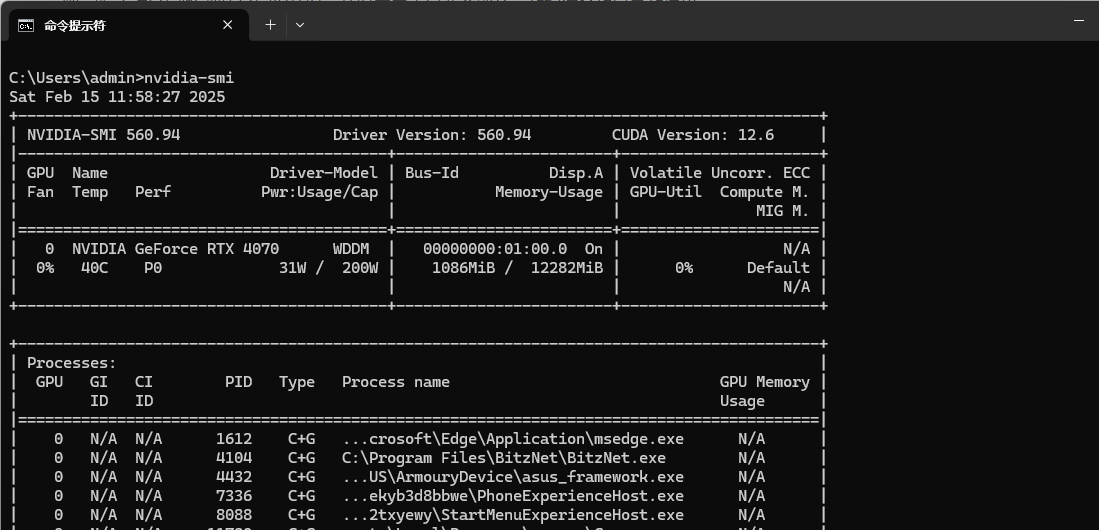 命令提示符
C:\Users\admin>nvidia-smi
Sat Feb 15 11:58:27 2025
NVIDIA-SMI 560.94 Driver Version: 560.94 CUDA Version: 12.6
GPU Name Driver-Model Bus-Id Disp.A Volatile Uncorr. ECC
Fan Temp Perf Pwr:Usage/Cap Memory-Usage GPU-Util Compute M.
MIG M.
0 NVIDIA GeForce RTX 4070 WDDM 00000000:01:00.0 On N/A
0% 40C P0 31W / 200W 1086MiB / 12282MiB 0% Default
N/A
Processes:
GPU GI CI PID Type Process name GPU Memory
ID ID Usage
0 N/A N/A 1612 C+G ...crosoft\Edge\Application\msedge.exe N/A
0 N/A N/A 4104 C+G C:\Program Files\BitzNet\BitzNet.exe N/A
0 N/A N/A 4432 C+G ...US\ArmouryDevice\asus_framework.exe N/A
0 N/A N/A 7336 C+G ...ekyb3d8bbwe\PhoneExperienceHost.exe N/A
0 N/A N/A 8088 C+G ...2txyewy\StartMenuExperienceHost.exe N/A